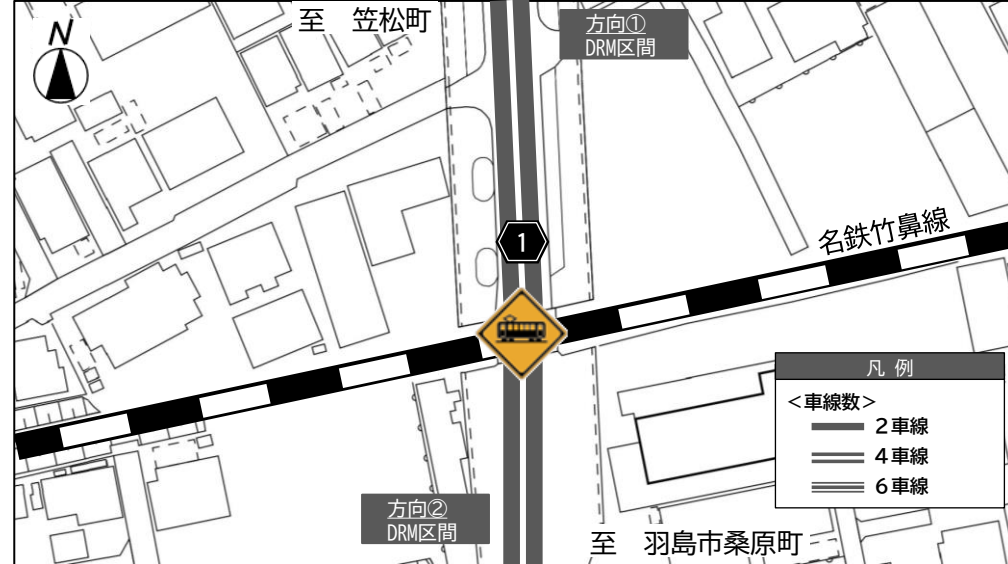 至　笠松町
方向①
DRM区間
N
1
名鉄竹鼻線
凡 例
＜車線数＞
2車線
4車線
6車線
方向②
DRM区間
至　羽島市桑原町